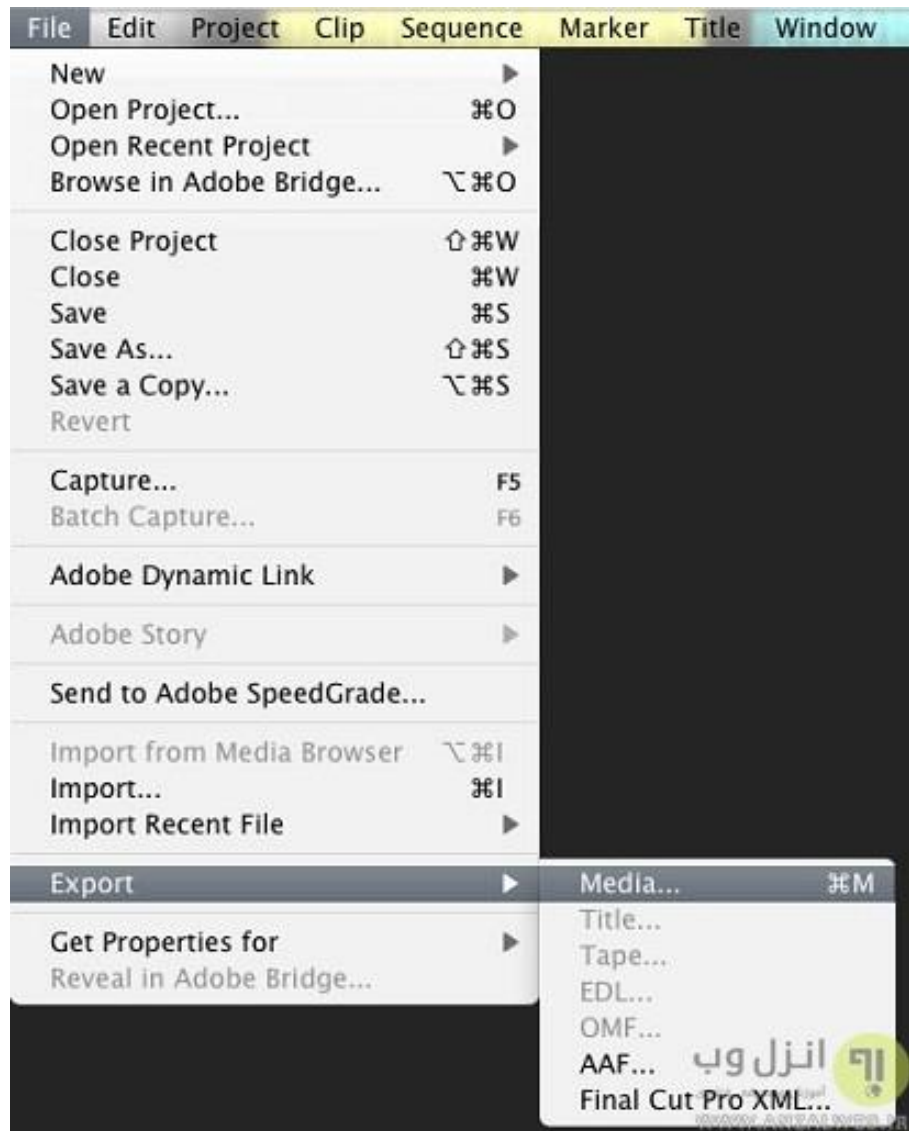 File Edit Project Clip Sequence Marker Title Window
New
Open Project... ⌘O
Open Recent Project
Browse in Adobe Bridge... ⌥⌘O
Close Project ⇧⌘W
Close ⌘W
Save ⌘S
Save As... ⇧⌘S
Save a Copy... ⌥⌘S
Revert
Capture... F5
Batch Capture... F6
Adobe Dynamic Link
Adobe Story
Send to Adobe SpeedGrade...
Import from Media Browser ⌥⌘I
Import... ⌘I
Import Recent File
Export
Media... ⌘M
Title...
Tape...
EDL...
OMF...
AAF...
Final Cut Pro XML...
Get Properties for
Reveal in Adobe Bridge...
انزل وب
WWW.ANZALWEB.IR